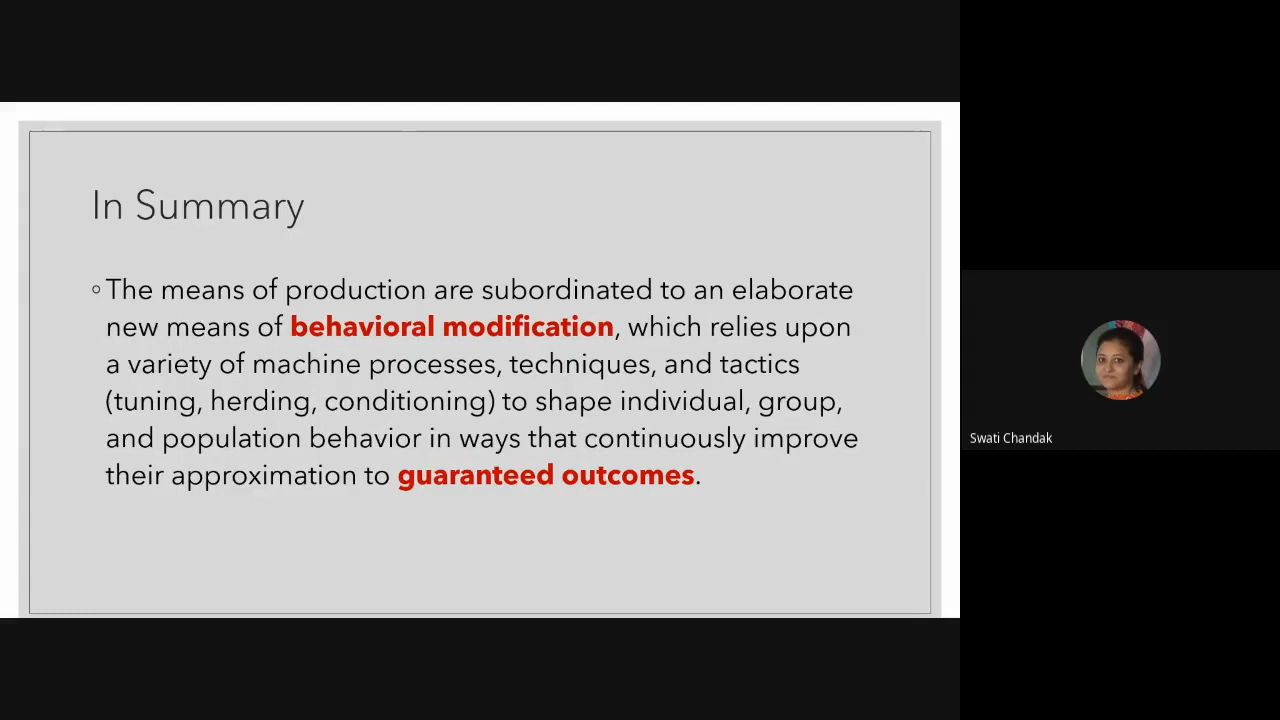 In Summary
◦The means of production are subordinated to an elaborate
new means of behavioral modification, which relies upon
a variety of machine processes, techniques, and tactics
(tuning, herding, conditioning) to shape individual, group,
and population behavior in ways that continuously improve
their approximation to guaranteed outcomes.
Swati Chandak